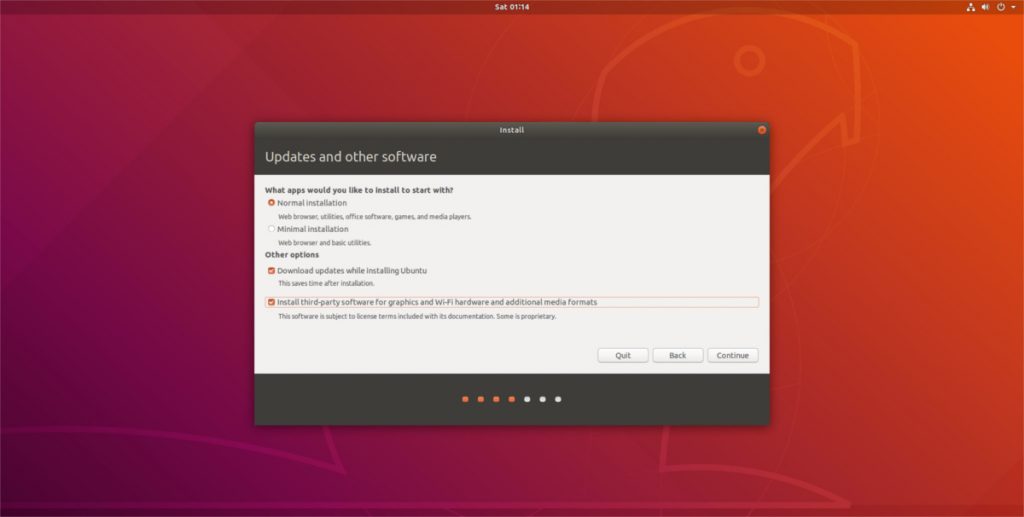 Sat 01:14
Install
Updates and other software
What apps would you like to install to start with?
Normal installation
Web browser, utilities, office software, games, and media players.
Minimal installation
Web browser and basic utilities.
Other options
Download updates while installing Ubuntu
This saves time after installation.
Install third-party software for graphics and Wi-Fi hardware and additional media formats
This software is subject to license terms included with its documentation. Some is proprietary.
Quit Back Continue